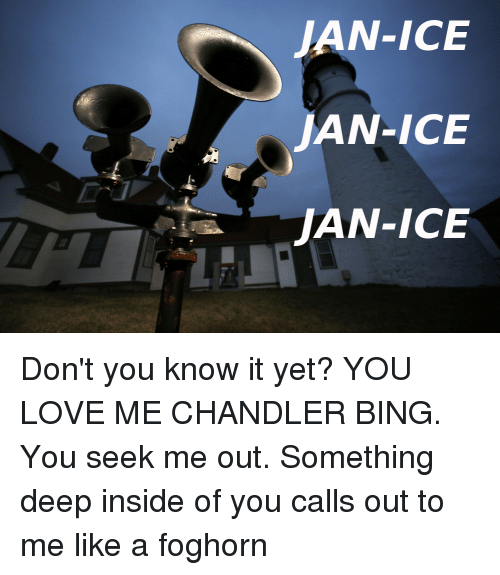 JAN-ICE
JAN-ICE
JAN-ICE
Don't you know it yet? YOU
LOVE ME CHANDLER BING.
You seek me out. Something
deep inside of you calls out to
me like a foghorn